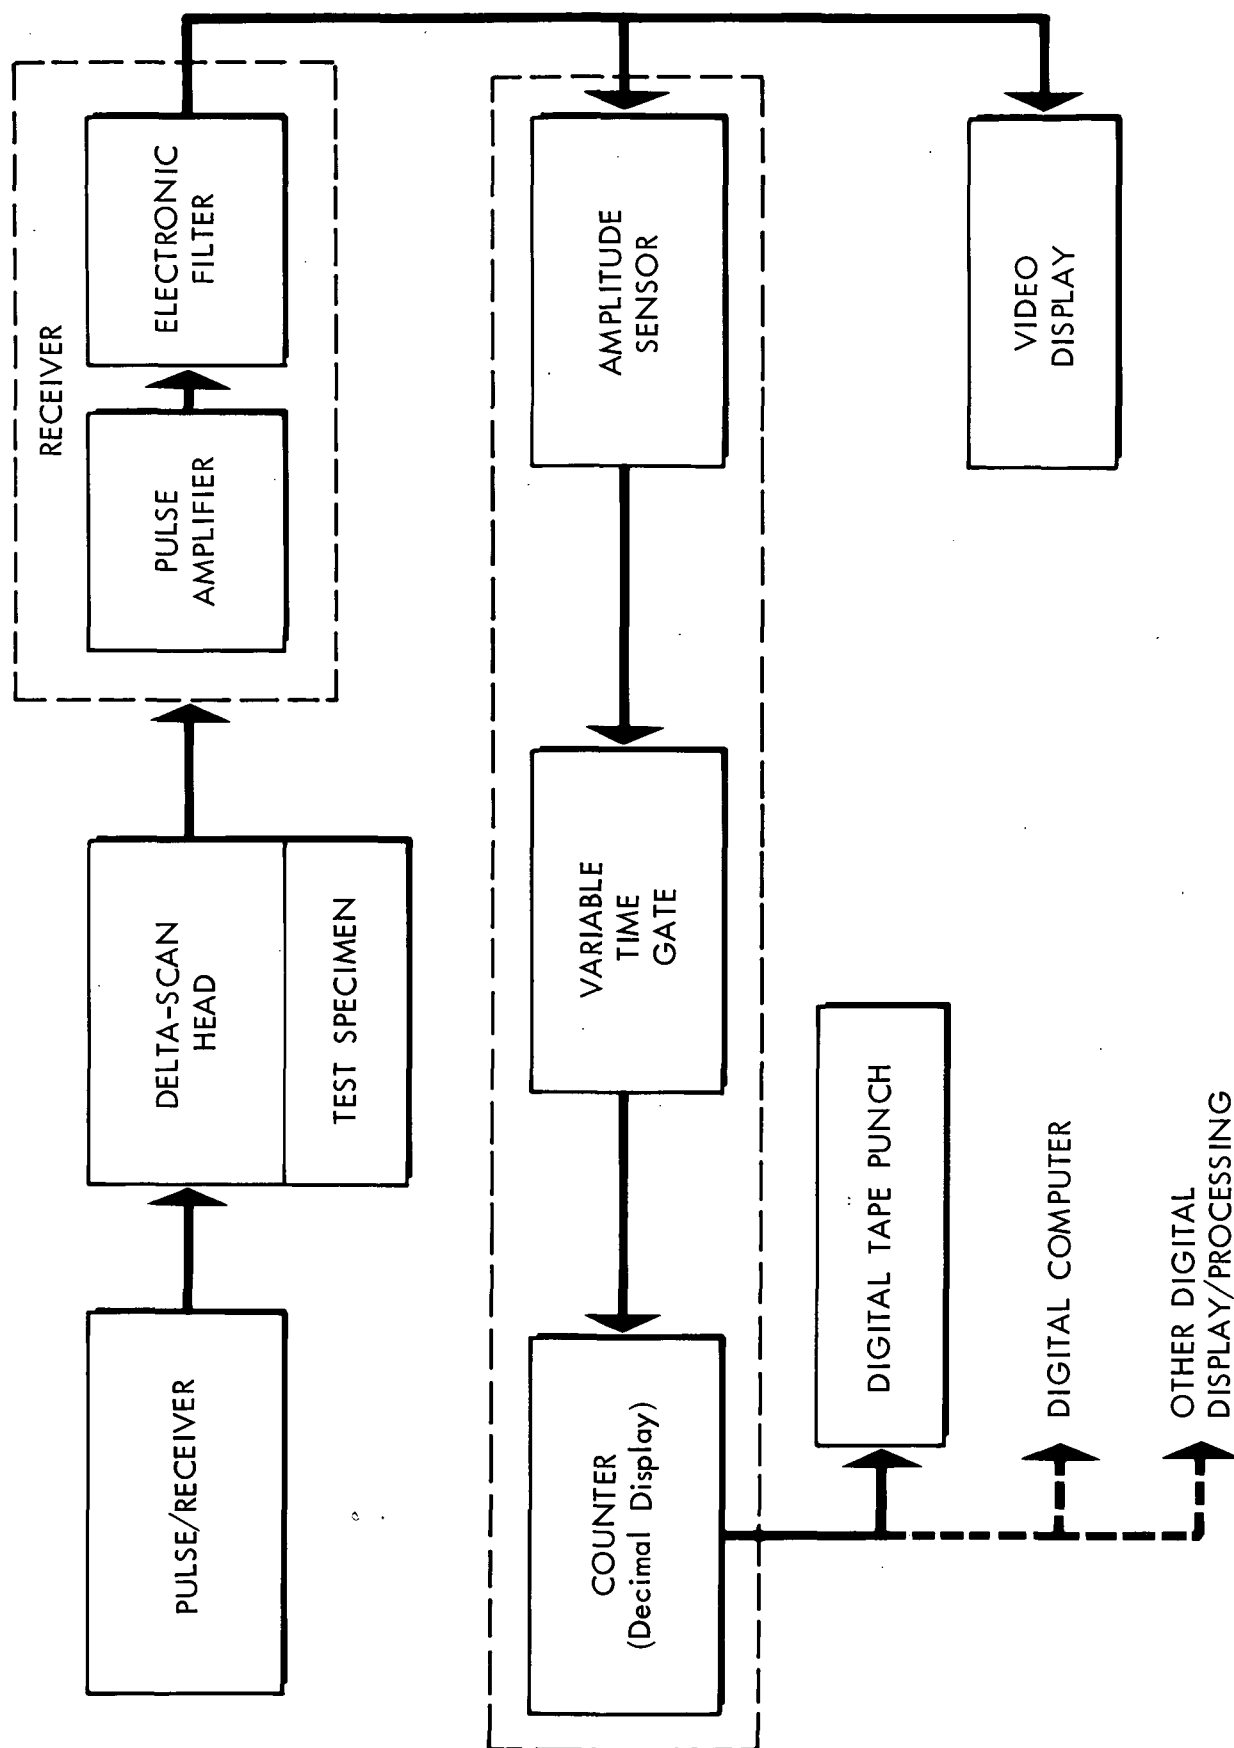 PULSE/RECEIVER
DELTA-SCAN
HEAD
TEST SPECIMEN
RECEIVER
PULSE
AMPLIFIER
ELECTRONIC
FILTER
COUNTER
(Decimal Display)
VARIABLE
TIME
GATE
AMPLITUDE
SENSOR
DIGITAL TAPE PUNCH
VIDEO
DISPLAY
DIGITAL COMPUTER
OTHER DIGITAL
DISPLAY/PROCESSING